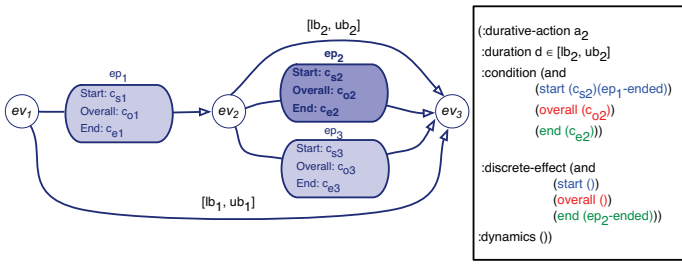 [lb2, ub2]
ep1
Start: cs1
Overall: co1
End: ce1
ep2
Start: cs2
Overall: co2
End: ce2
ev1
ev2
ev3
ep3
Start: cs3
Overall: co3
End: ce3
[lb1, ub1]
(:durative-action a2
:duration d ∈ [lb2, ub2]
:condition (and
(start (cs2)(ep1-ended))
(overall (co2))
(end (ce2)))
:discrete-effect (and
(start ())
(overall ())
(end (ep2-ended)))
:dynamics ())